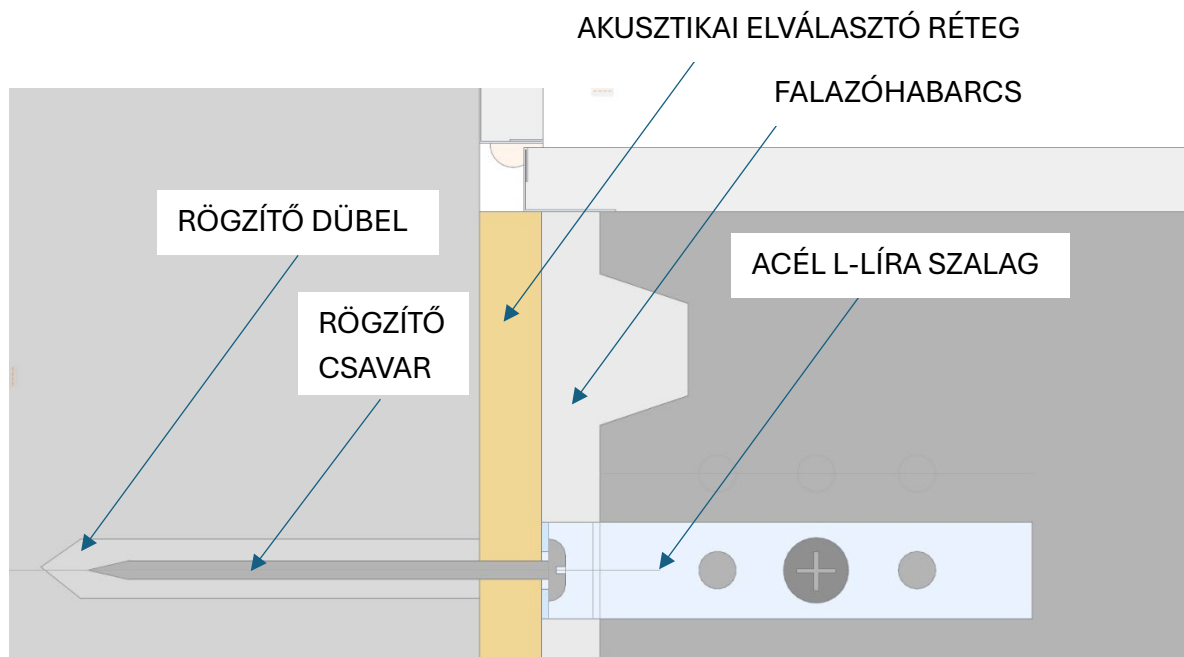 AKUSZTIKAI ELVÁLASZTÓ RÉTEG
FALAZÓHABARCS
RÖGZÍTŐ DÜBEL
ACÉL L-LÍRA SZALAG
RÖGZÍTŐ
CSAVAR